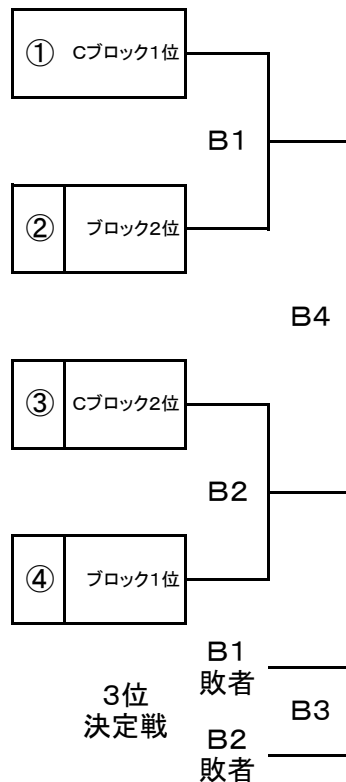 ① Cブロック1位
B1
② ブロック2位
B4
③ Cブロック2位
B2
④ ブロック1位
B1
敗者
3位
決定戦
B3
B2
敗者